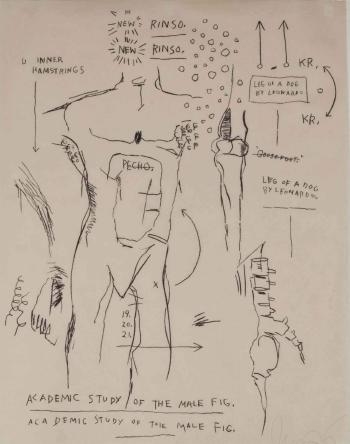 NEW RINSO.
NEW RINSO.
KR.
D INNER
HAMSTRINGS
LEG OF A DOG
BY LEONARDO
KR.
PECHO.
"GOOSEFOOT."
LEG OF A DOG
BY LEONARDO
X
19.
20.
21.
ACADEMIC STUDY OF THE MALE FIG.
ACADEMIC STUDY OF THE MALE FIG.